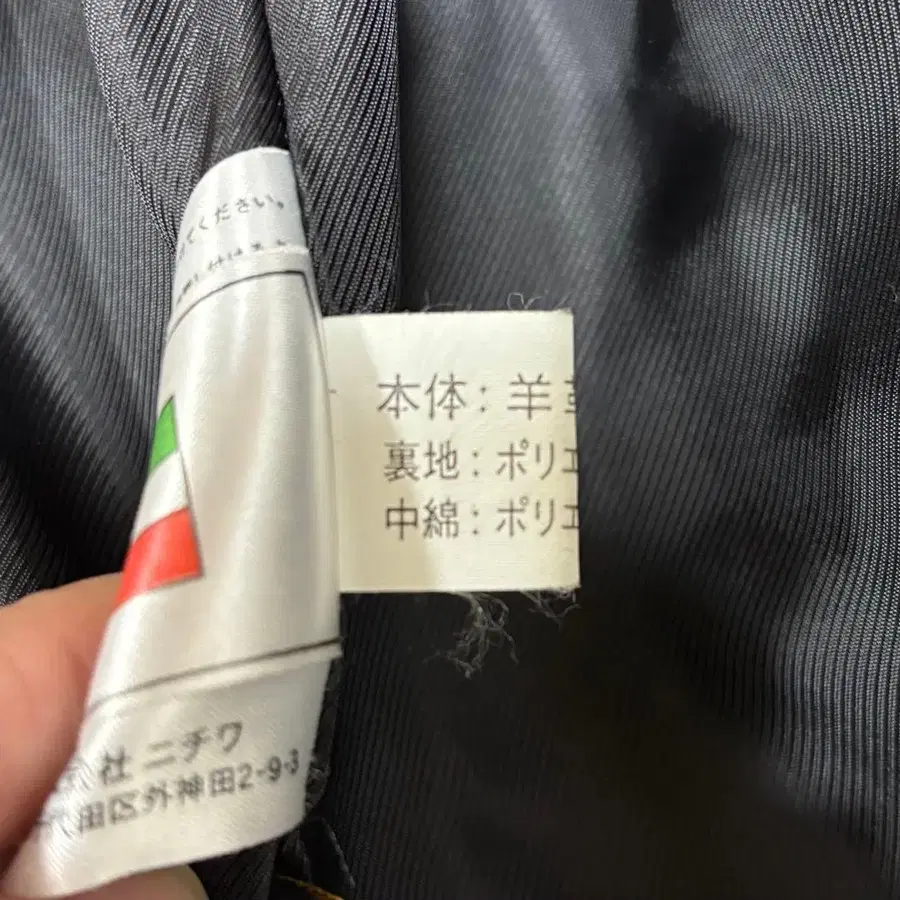 てください。
本体：羊
裏地：ポリエ
中綿：ポリエ
社 ニチワ
田区外神田2-9-3